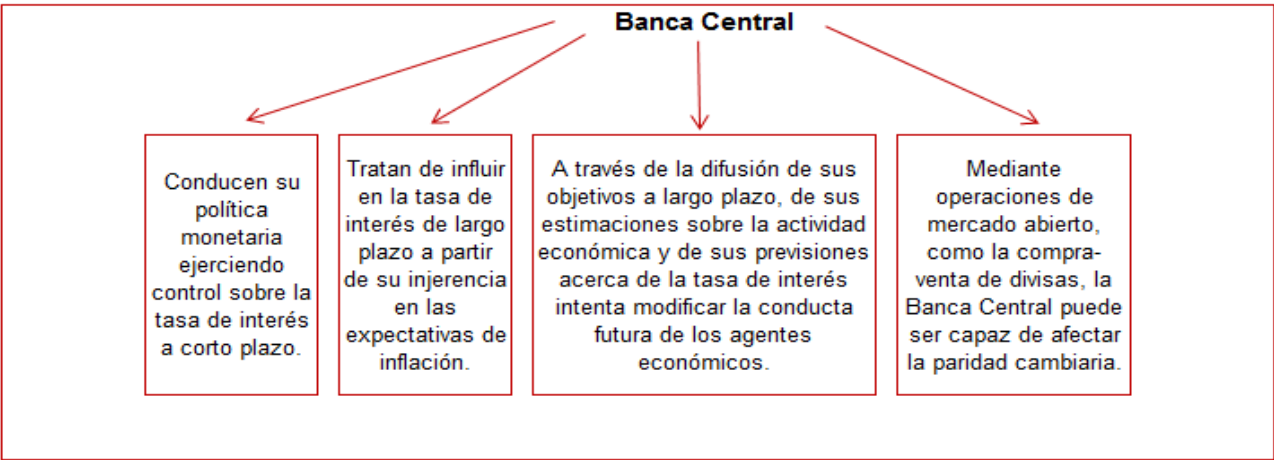 Banca Central
Conducen su
política
monetaria
ejerciendo
control sobre la
tasa de interés
a corto plazo.
Tratan de influir
en la tasa de
interés de largo
plazo a partir
de su injerencia
en las
expectativas de
inflación.
A través de la difusión de sus
objetivos a largo plazo, de sus
estimaciones sobre la actividad
económica y de sus previsiones
acerca de la tasa de interés
intenta modificar la conducta
futura de los agentes
económicos.
Mediante
operaciones de
mercado abierto,
como la compra-
venta de divisas, la
Banca Central puede
ser capaz de afectar
la paridad cambiaria.